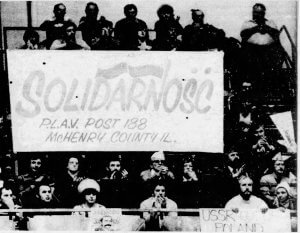 SOLIDARNOŚĆ
P.L.A.V. POST 188
McHENRY COUNTY IL.
USSR
POLAND